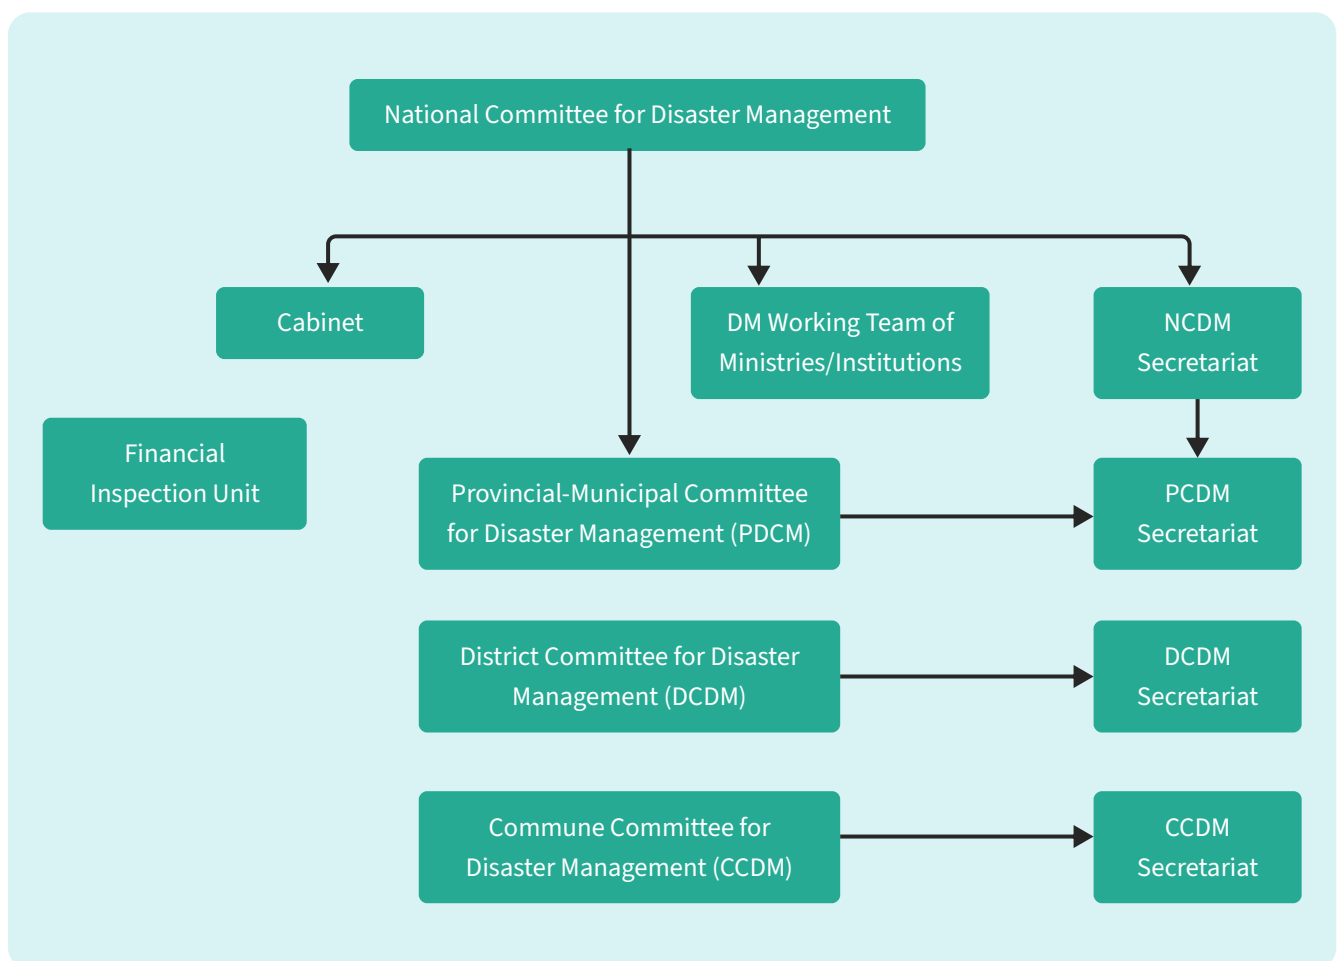 National Committee for Disaster Management
Cabinet
DM Working Team of
Ministries/Institutions
NCDM
Secretariat
Financial
Inspection Unit
Provincial-Municipal Committee
for Disaster Management (PDCM)
PCDM
Secretariat
District Committee for Disaster
Management (DCDM)
DCDM
Secretariat
Commune Committee for
Disaster Management (CCDM)
CCDM
Secretariat